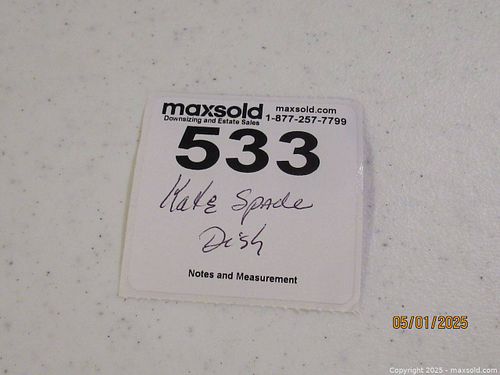 maxsold maxsold.com
Downsizing and Estate Sales 1-877-257-7799
533
Kate Spade
Dish
Notes and Measurement
05/01/2025
Copyright 2025 - maxsold.com